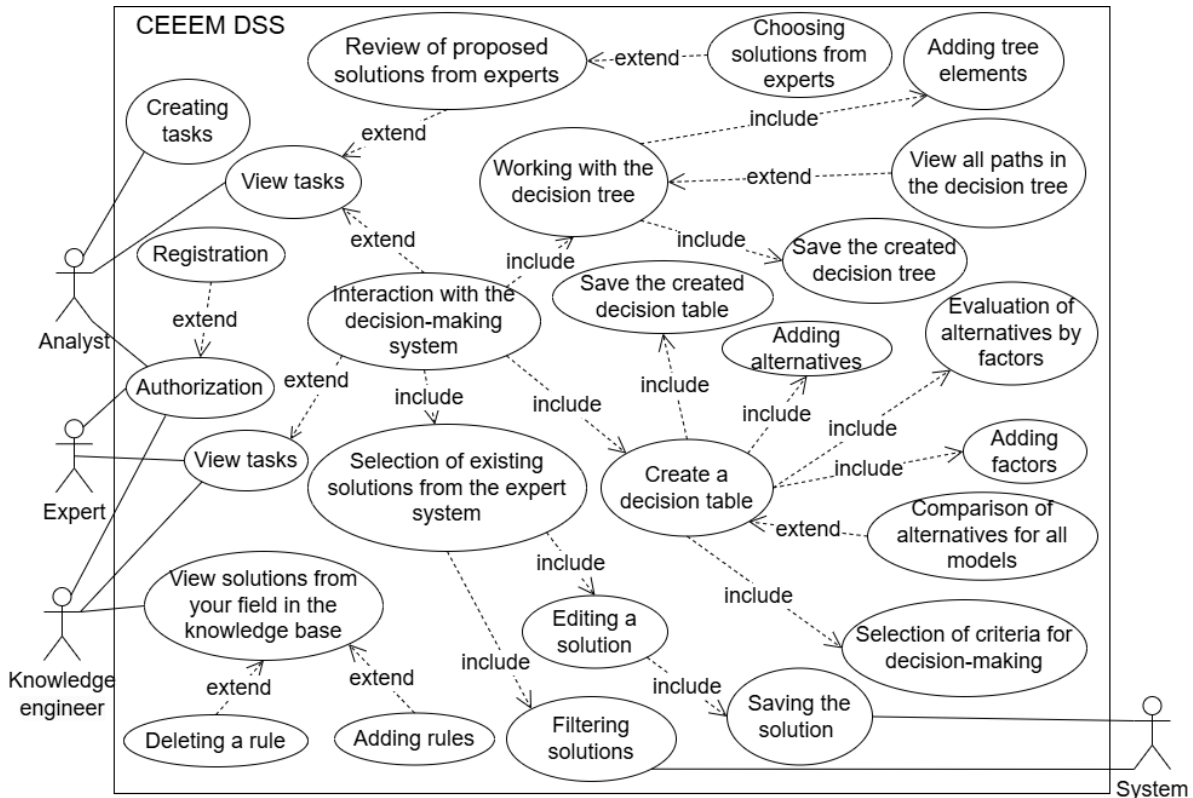 CEEEM DSS
Review of proposed
solutions from experts
extend
Choosing
solutions from
experts
Adding tree
elements
Creating
tasks
extend
include
View tasks
Working with the
decision tree
extend
View all paths in
the decision tree
Registration
extend
include
include
Save the created
decision tree
Analyst
extend
Interaction with the
decision-making
system
Save the created
decision table
Evaluation of
alternatives by
factors
Adding
alternatives
Authorization
extend
include
include
include
include
include
Expert
View tasks
Selection of existing
solutions from the expert
system
Create a
decision table
include
Adding
factors
extend
Comparison of
alternatives for all
models
View solutions from
your field in the
knowledge base
include
Editing a
solution
include
Selection of criteria for
decision-making
Knowledge
engineer
extend
extend
include
include
Saving the
solution
Deleting a rule
Adding rules
Filtering
solutions
System